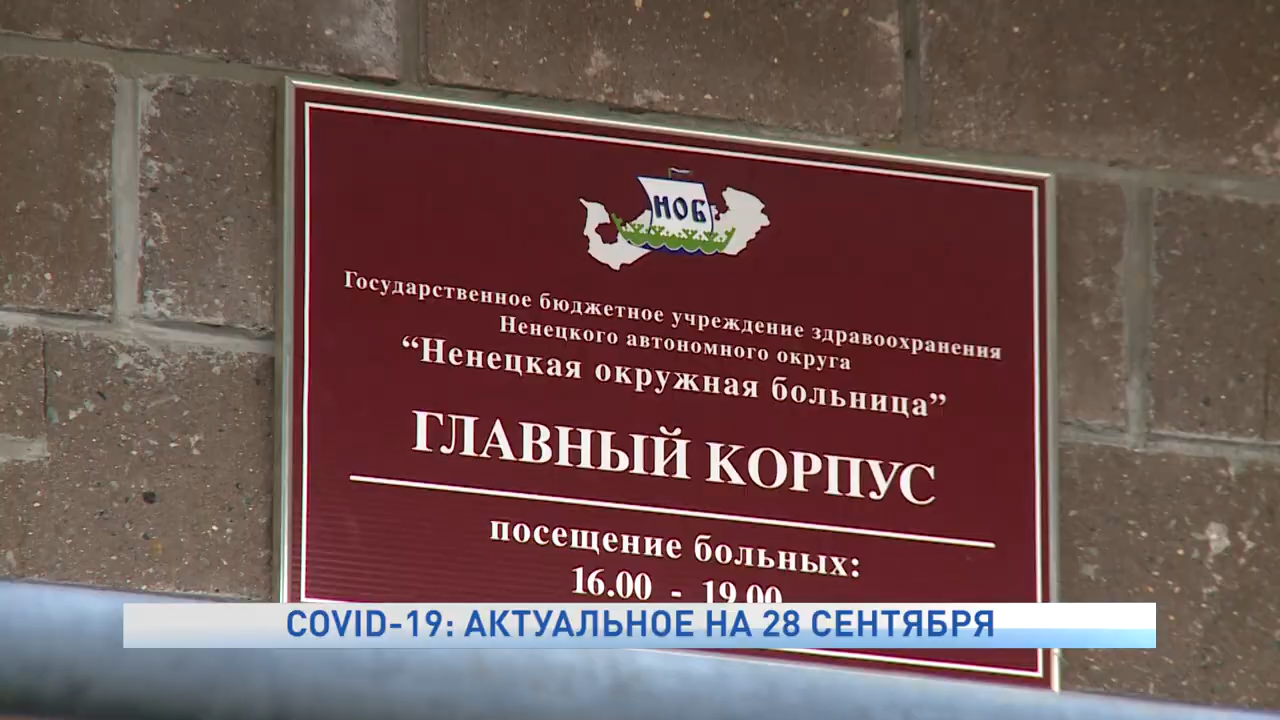 НОБ
Государственное бюджетное учреждение здравоохранения
Ненецкого автономного округа
“Ненецкая окружная больница”
ГЛАВНЫЙ КОРПУС
посещение больных:
16.00 - 19.00
COVID-19: АКТУАЛЬНОЕ НА 28 СЕНТЯБРЯ